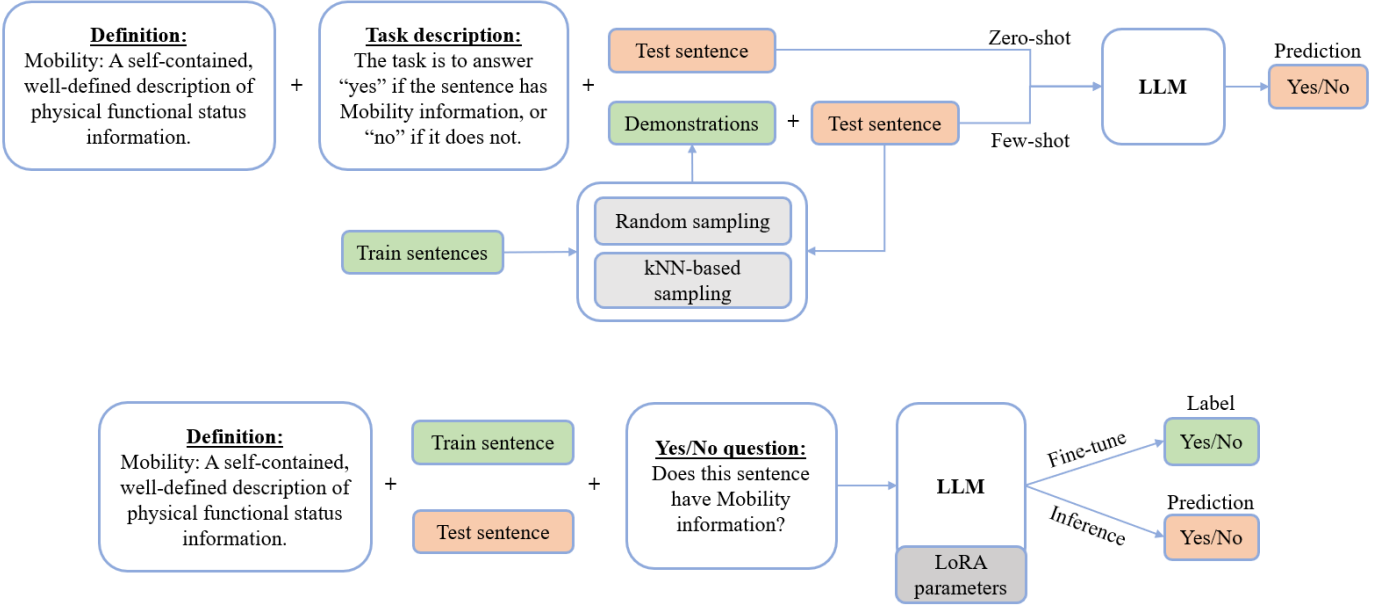 Definition:
Mobility: A self-contained,
well-defined description of
physical functional status
information.
+
Task description:
The task is to answer
“yes” if the sentence has
Mobility information, or
“no” if it does not.
+
Test sentence
Demonstrations
+
Test sentence
Zero-shot
Few-shot
LLM
Prediction
Yes/No
Train sentences
Random sampling
kNN-based
sampling
Definition:
Mobility: A self-contained,
well-defined description of
physical functional status
information.
+
Train sentence
Test sentence
+
Yes/No question:
Does this sentence
have Mobility
information?
LLM
LoRA
parameters
Fine-tune
Inference
Label
Yes/No
Prediction
Yes/No